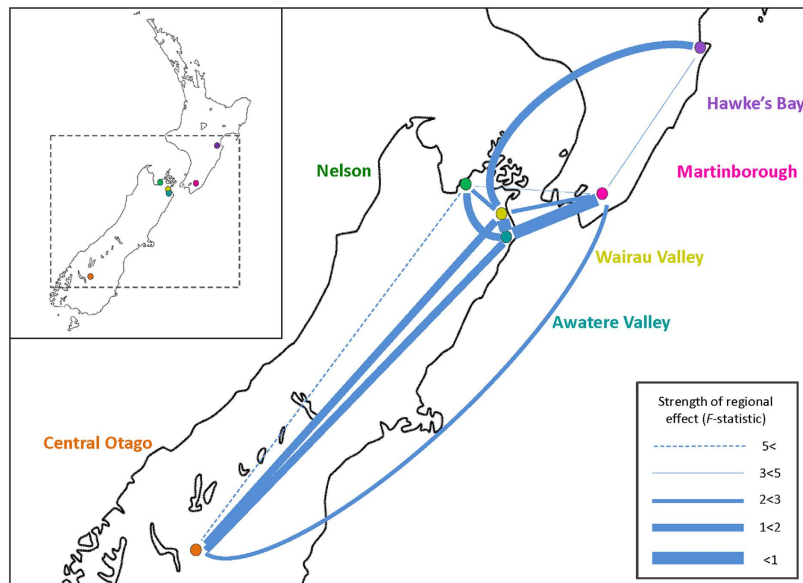 Hawke's Bay
Nelson
Martinborough
Wairau Valley
Awatere Valley
Central Otago
Strength of regional
effect (F-statistic)
5<
3<5
2<3
1<2
<1